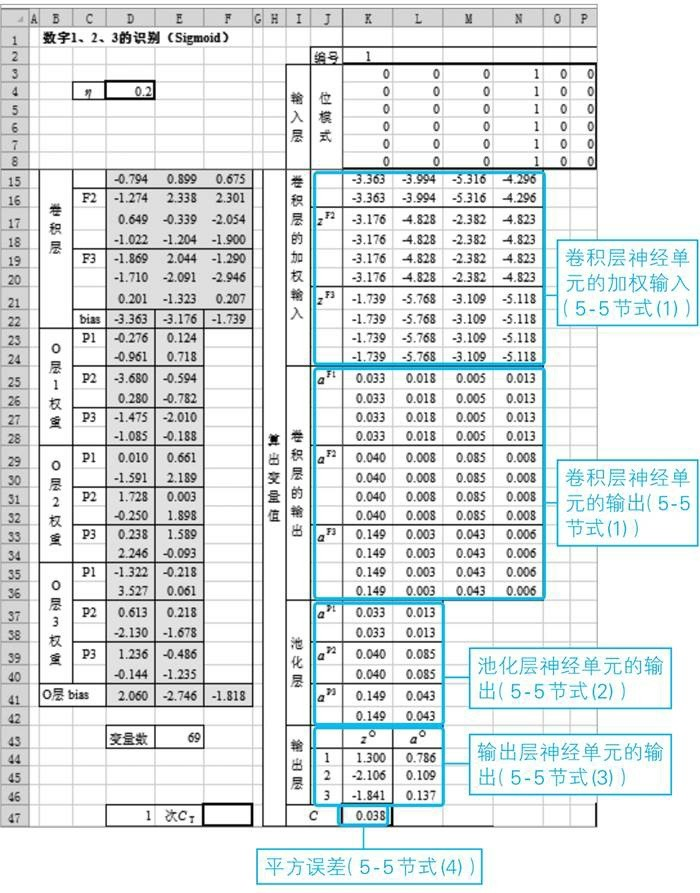 A B C D E F G H I J K L M N O P
1 数字1、2、3的识别（Sigmoid）
2 编号 1
3 0 0 0 1 0 0
4 η 0.2 输入层 位模式 0 0 0 1 0 0
5 0 0 0 1 0 0
6 0 0 0 1 0 0
7 0 0 0 1 0 0
8 0 0 0 1 0 0
15 卷积层 -0.794 0.899 0.675 卷积层的加权输入 -3.363 -3.994 -5.316 -4.296
16 F2 -1.274 2.338 2.301 -3.363 -3.994 -5.316 -4.296
17 0.649 -0.339 -2.054 zF2 -3.176 -4.828 -2.382 -4.823
18 -1.022 -1.204 -1.900 -3.176 -4.828 -2.382 -4.823
19 F3 -1.869 2.044 -1.290 -3.176 -4.828 -2.382 -4.823
20 -1.710 -2.091 -2.946 -3.176 -4.828 -2.382 -4.823
21 0.201 -1.323 0.207 zF3 -1.739 -5.768 -3.109 -5.118
22 bias -3.363 -3.176 -1.739 -1.739 -5.768 -3.109 -5.118
23 O层1权重 P1 -0.276 0.124 -1.739 -5.768 -3.109 -5.118
24 -0.961 0.718 -1.739 -5.768 -3.109 -5.118
25 P2 -3.680 -0.594 卷积层的输出 aF1 0.033 0.018 0.005 0.013
26 0.280 -0.782 0.033 0.018 0.005 0.013
27 P3 -1.475 -2.010 0.033 0.018 0.005 0.013
28 -1.085 -0.188 算出变量值 0.033 0.018 0.005 0.013
29 O层2权重 P1 0.010 0.661 aF2 0.040 0.008 0.085 0.008
30 -1.591 2.189 0.040 0.008 0.085 0.008
31 P2 1.728 0.003 0.040 0.008 0.085 0.008
32 -0.250 1.898 0.040 0.008 0.085 0.008
33 P3 0.238 1.589 aF3 0.149 0.003 0.043 0.006
34 2.246 -0.093 0.149 0.003 0.043 0.006
35 O层3权重 P1 -1.322 -0.218 0.149 0.003 0.043 0.006
36 3.527 0.061 0.149 0.003 0.043 0.006
37 P2 0.613 0.218 池化层 aP1 0.033 0.013
38 -2.130 -1.678 0.033 0.013
39 P3 1.236 -0.486 aP2 0.040 0.085
40 -0.144 -1.235 0.040 0.085
41 O层 bias 2.060 -2.746 -1.818 aP3 0.149 0.043
42 0.149 0.043
43 变量数 69 输出层 zO aO
44 1 1.300 0.786
45 2 -2.106 0.109
46 3 -1.841 0.137
47 1 次CT C 0.038
卷积层神经单
元的加权输入
（5-5节式(1)）
卷积层神经单
元的输出（5-5
节式(1)）
池化层神经单元的输
出（5-5节式(2)）
输出层神经单元的输
出（5-5节式(3)）
平方误差（5-5节式(4)）